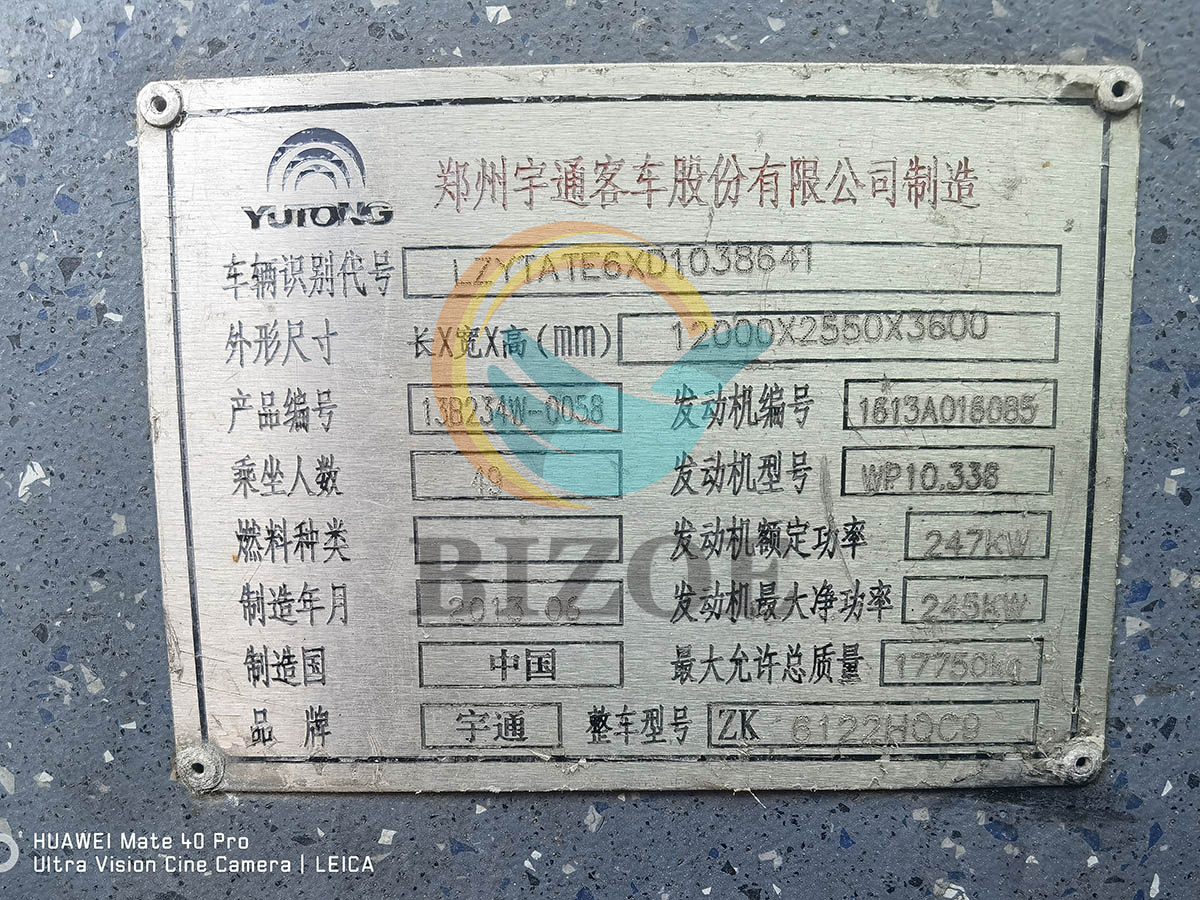 YUTONG
郑州宇通客车股份有限公司制造
车辆识别代号 LZYTATE6XD1038641
外形尺寸 长X宽X高(mm) 12000X2550X3600
产品编号 13B234W-0058 发动机编号 1613A016085
乘坐人数 49 发动机型号 WP10.336
燃料种类 发动机额定功率 247KW
制造年月 2013.06 发动机最大净功率 245KW
制造国 中国 最大允许总质量 17750kg
品牌 宇通 整车型号 ZK 6122HQC9
BIZOE
HUAWEI Mate 40 Pro
Ultra Vision Cine Camera | LEICA